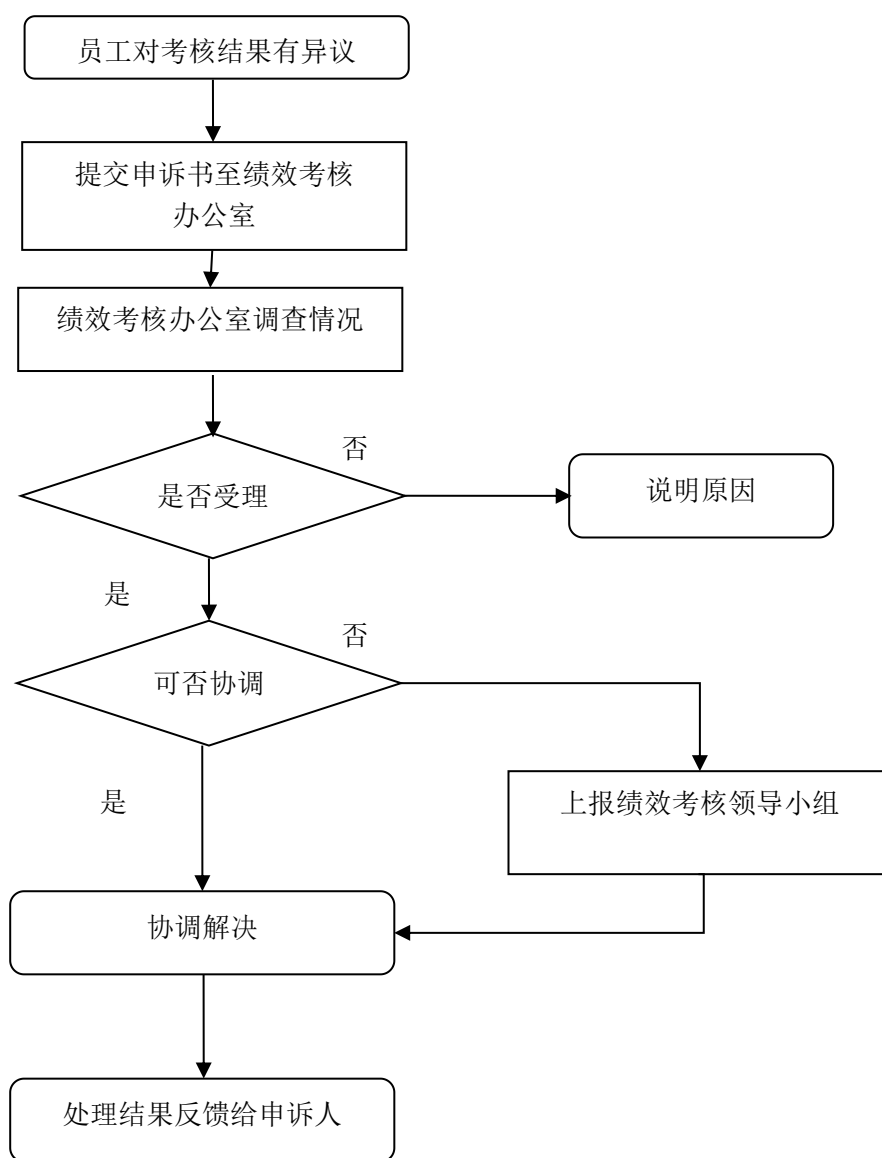 员工对考核结果有异议
提交申诉书至绩效考核
办公室
绩效考核办公室调查情况
否
是否受理
说明原因
是
否
可否协调
是
上报绩效考核领导小组
协调解决
处理结果反馈给申诉人